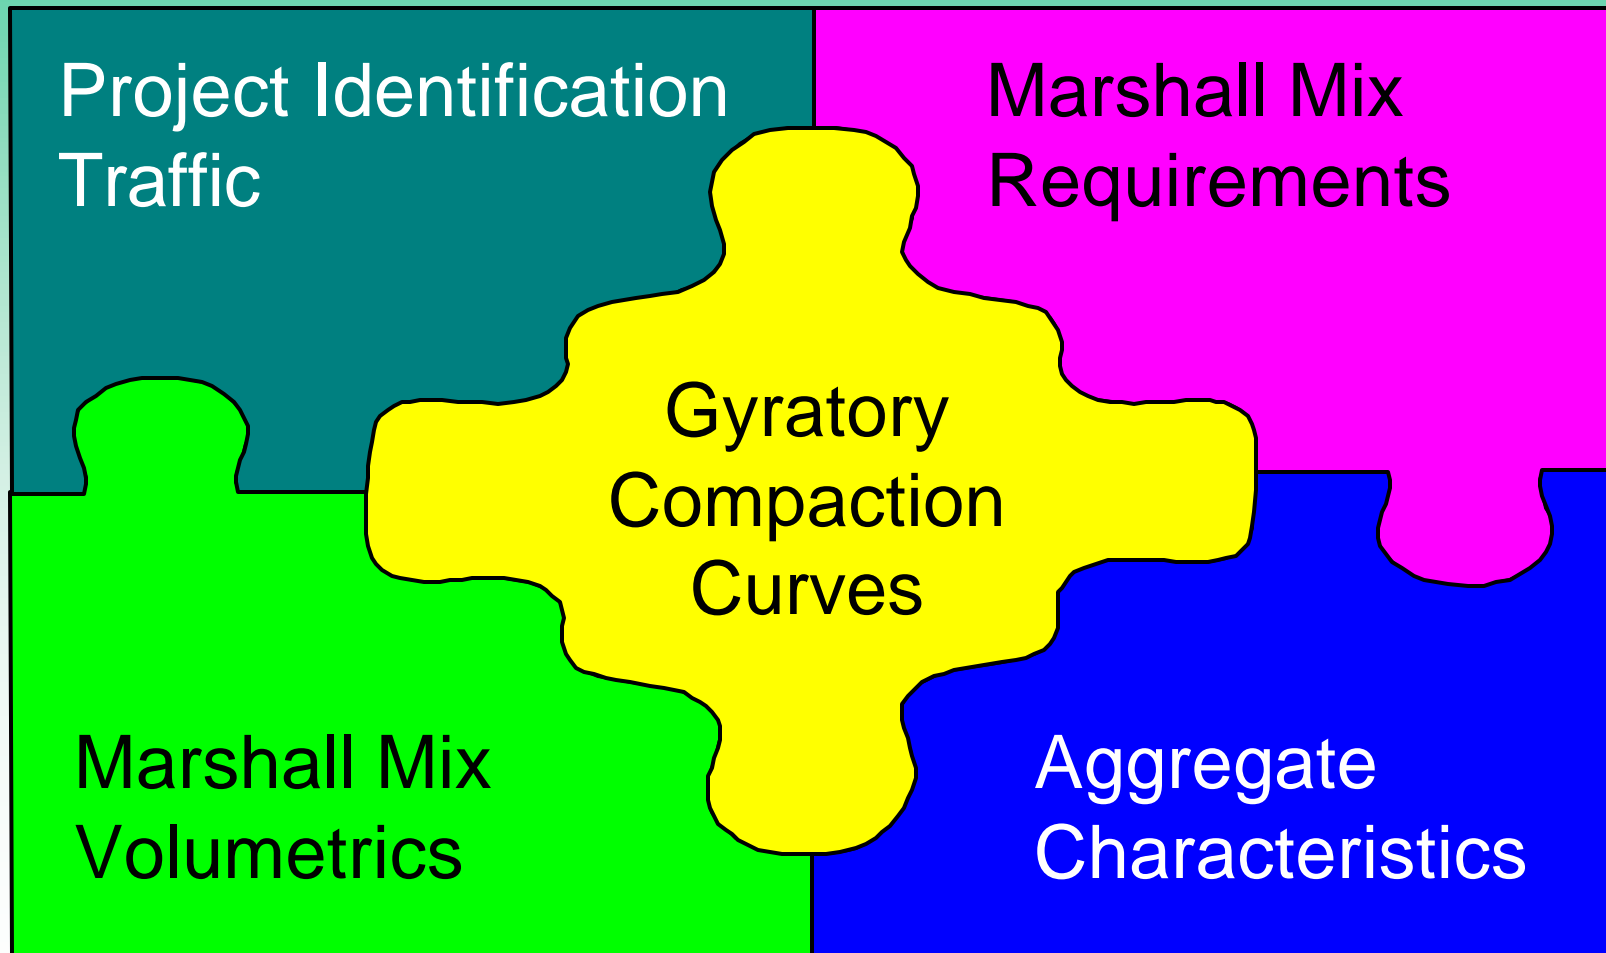 Project Identification
Traffic
Marshall Mix
Requirements
Gyratory
Compaction
Curves
Marshall Mix
Volumetrics
Aggregate
Characteristics